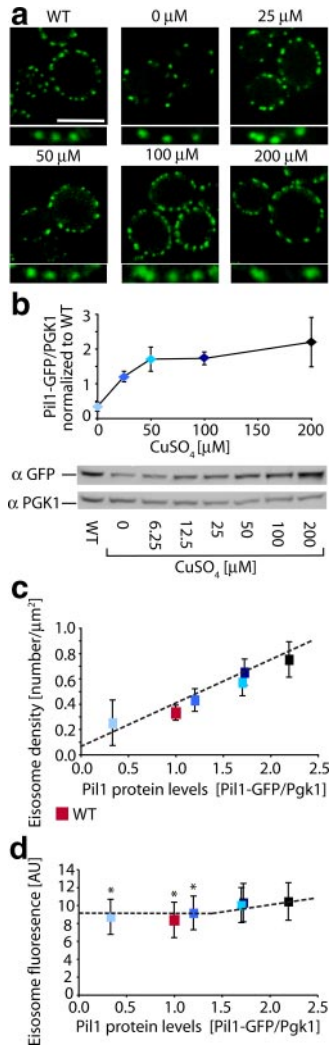 a
WT 0 µM 25 µM
50 µM 100 µM 200 µM
b
Pil1-GFP/PGK1
normalized to WT
3
2
1
0
0 50 100 150 200
CuSO4 [µM]
α GFP
α PGK1
WT 0 6.25 12.5 25 50 100 200
CuSO4 [µM]
c
Eisosome density [number/µm²]
1.0
0.8
0.6
0.4
0.2
0.0
0.0 0.5 1.0 1.5 2.0 2.5
Pil1 protein levels [Pil1-GFP/Pgk1]
WT
d
Eisosome fluoresence [AU]
14
12
10
8
6
4
2
0
* * *
0.0 0.5 1.0 1.5 2.0 2.5
Pil1 protein levels [Pil1-GFP/Pgk1]